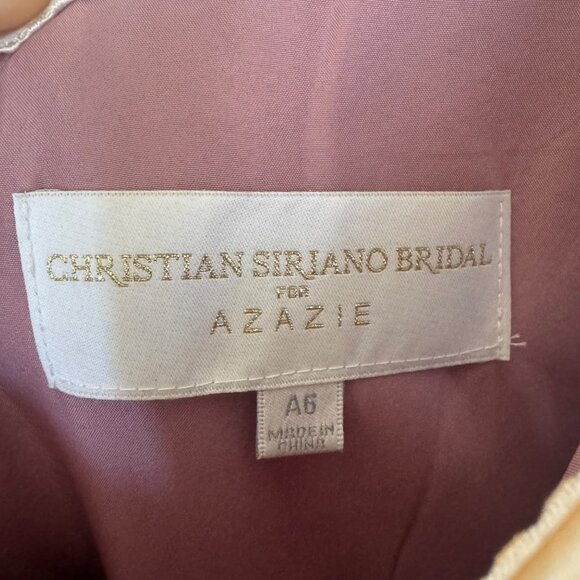 CHRISTIAN SIRIANO BRIDAL
FOR
AZAZIE
A6
MADE IN
CHINA